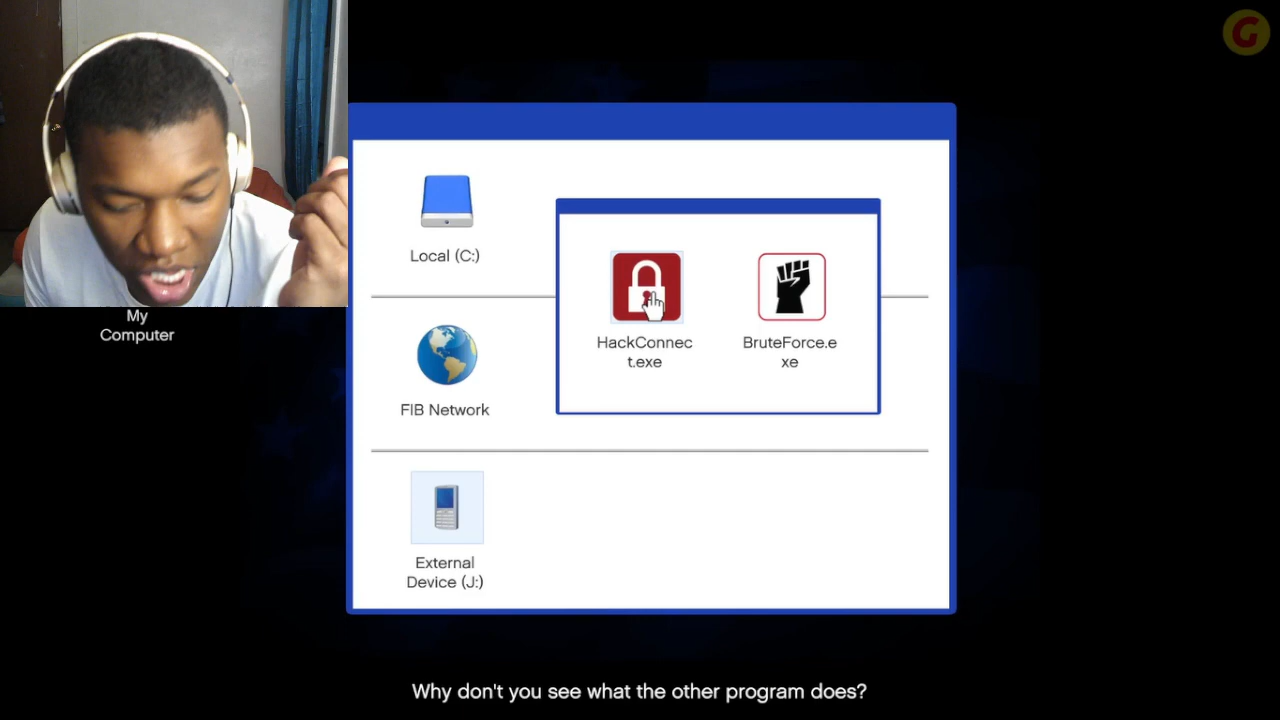 G
My
Computer
Local (C:)
HackConnec
t.exe
BruteForce.e
xe
FIB Network
External
Device (J:)
Why don't you see what the other program does?